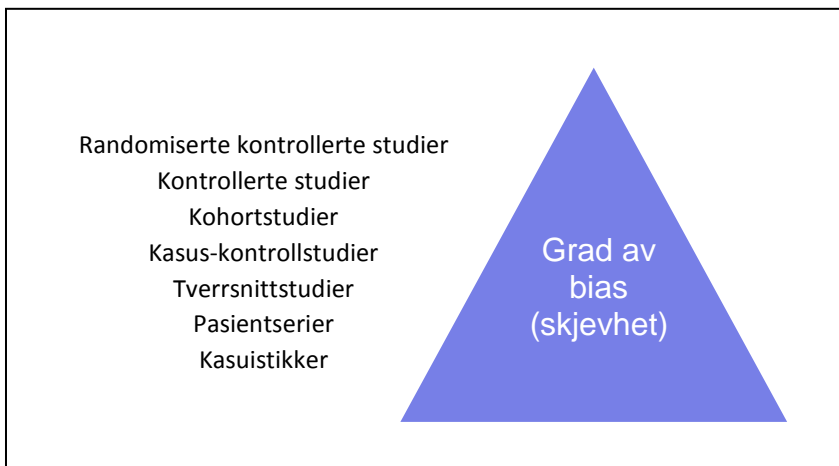 Randomiserte kontrollerte studier
Kontrollerte studier
Kohortstudier
Kasus-kontrollstudier
Tverrsnittstudier
Pasientserier
Kasuistikker
Grad av
bias
(skjevhet)